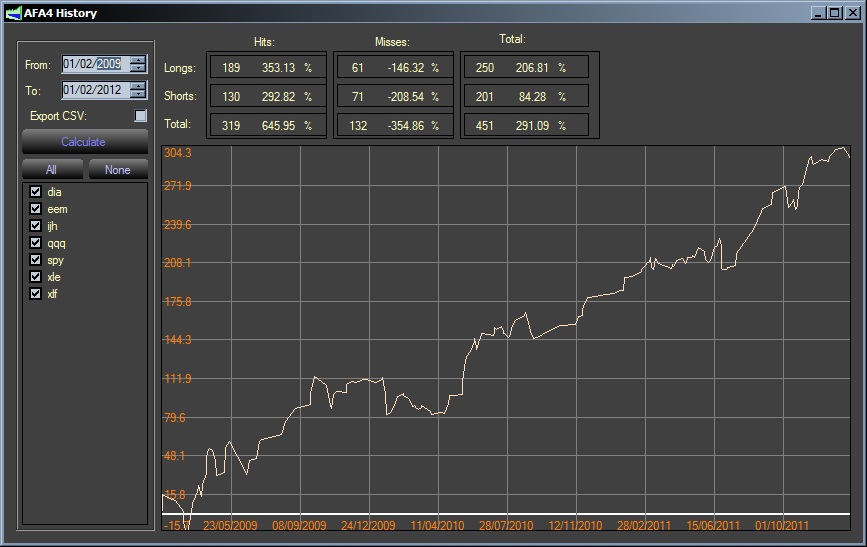 AFA4 History
Hits: Misses: Total:
From: 01/02/2009
To: 01/02/2012
Export CSV:
Calculate
All None
dia
eem
ijh
qqq
spy
xle
xlf
Longs: 189 353.13 % 61 -146.32 % 250 206.81 %
Shorts: 130 292.82 % 71 -208.54 % 201 84.28 %
Total: 319 645.95 % 132 -354.86 % 451 291.09 %
304.3
271.9
239.6
208.1
175.8
144.3
111.9
79.6
48.1
15.8
23/05/2009 08/09/2009 24/12/2009 11/04/2010 28/07/2010 12/11/2010 28/02/2011 15/06/2011 01/10/2011